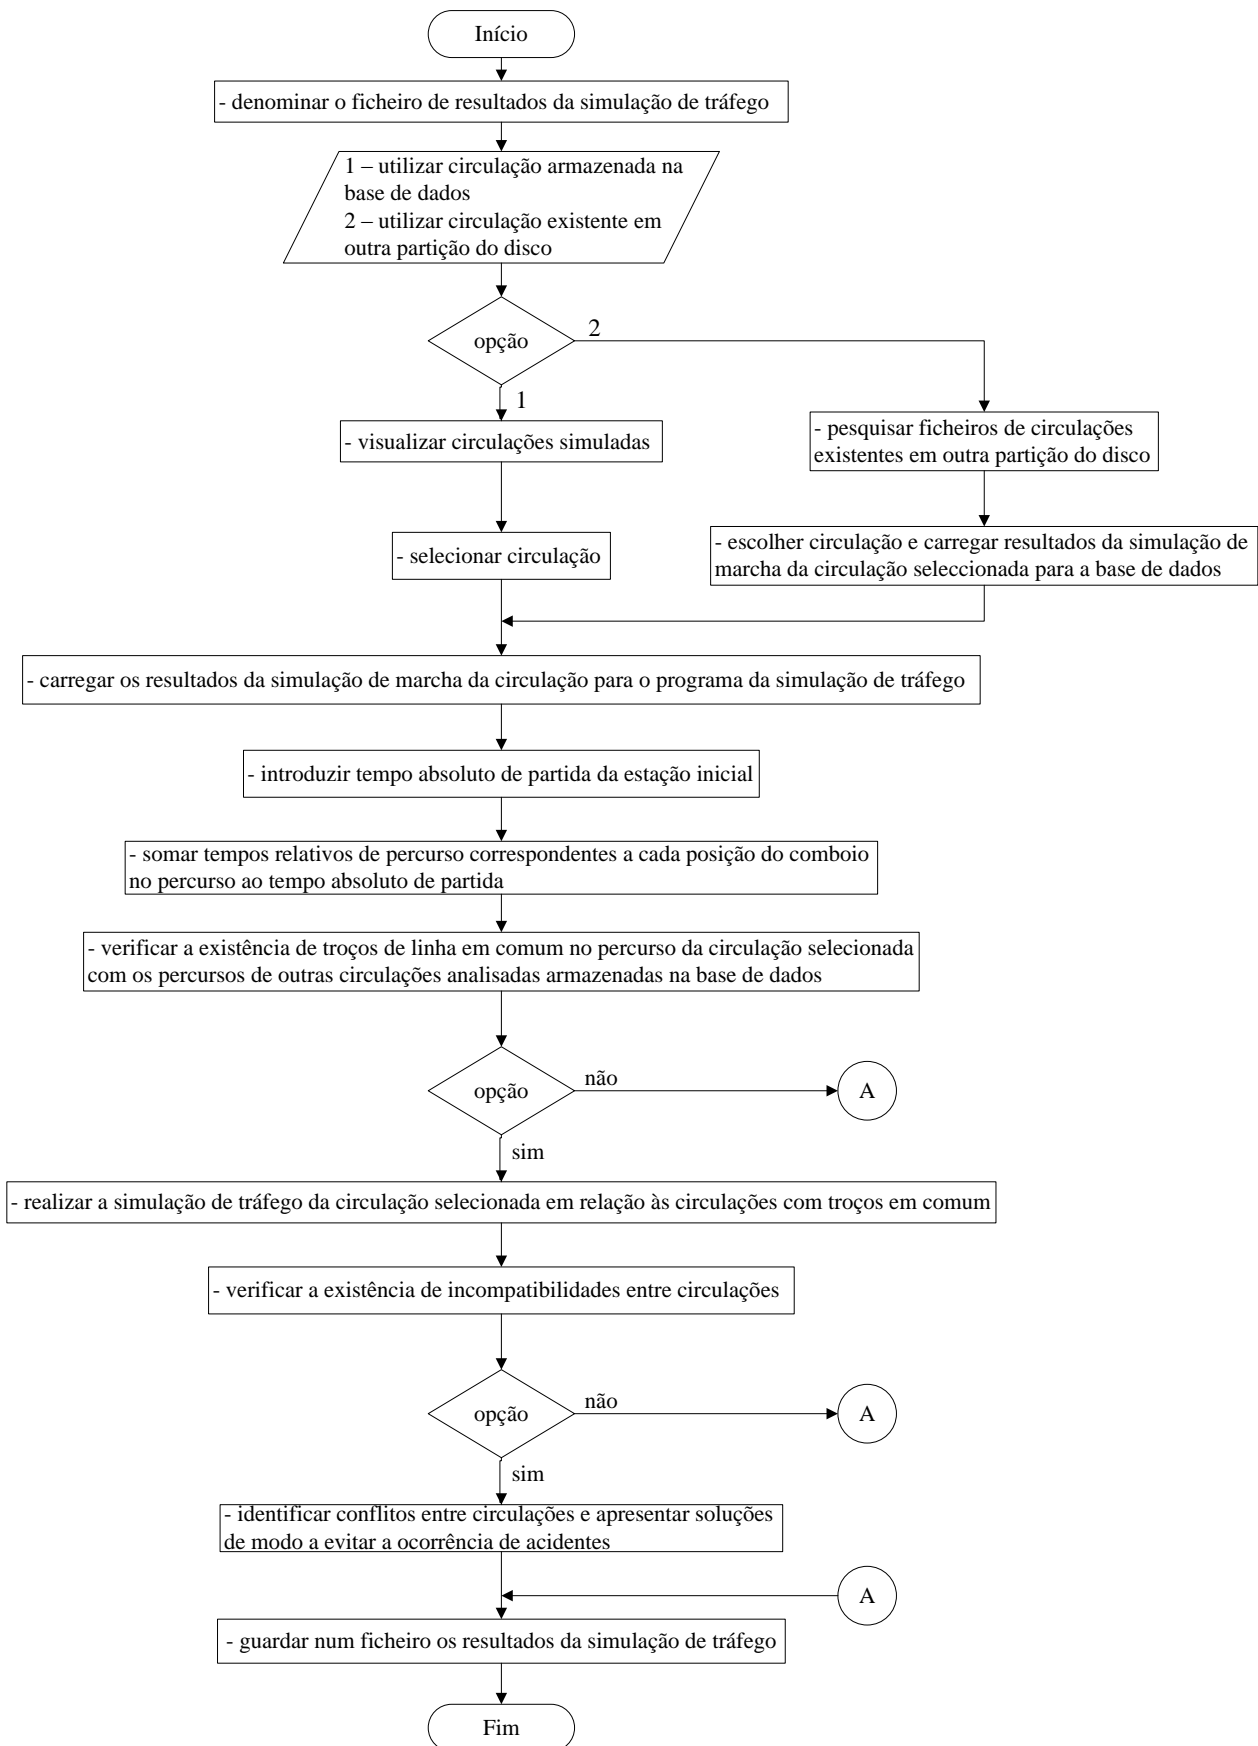 Início
- denominar o ficheiro de resultados da simulação de tráfego
1 – utilizar circulação armazenada na
base de dados
2 – utilizar circulação existente em
outra partição do disco
opção
2
1
- visualizar circulações simuladas
- pesquisar ficheiros de circulações
existentes em outra partição do disco
- selecionar circulação
- escolher circulação e carregar resultados da simulação de
marcha da circulação seleccionada para a base de dados
- carregar os resultados da simulação de marcha da circulação para o programa da simulação de tráfego
- introduzir tempo absoluto de partida da estação inicial
- somar tempos relativos de percurso correspondentes a cada posição do comboio
no percurso ao tempo absoluto de partida
- verificar a existência de troços de linha em comum no percurso da circulação selecionada
com os percursos de outras circulações analisadas armazenadas na base de dados
opção
não
A
sim
- realizar a simulação de tráfego da circulação selecionada em relação às circulações com troços em comum
- verificar a existência de incompatibilidades entre circulações
opção
não
A
sim
- identificar conflitos entre circulações e apresentar soluções
de modo a evitar a ocorrência de acidentes
A
- guardar num ficheiro os resultados da simulação de tráfego
Fim